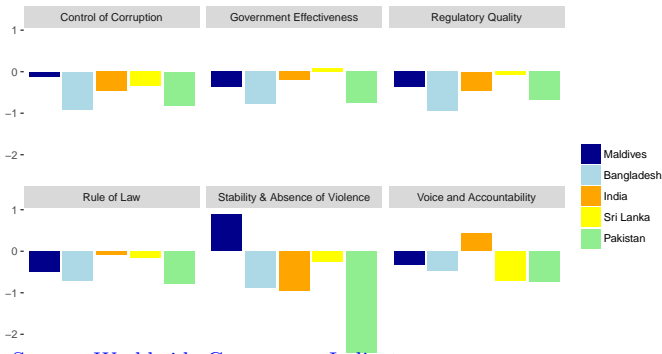 Control of Corruption
Government Effectiveness
Regulatory Quality
1
0
−1
−2
Rule of Law
Stability & Absence of Violence
Voice and Accountability
1
0
−1
−2
Maldives
Bangladesh
India
Sri Lanka
Pakistan